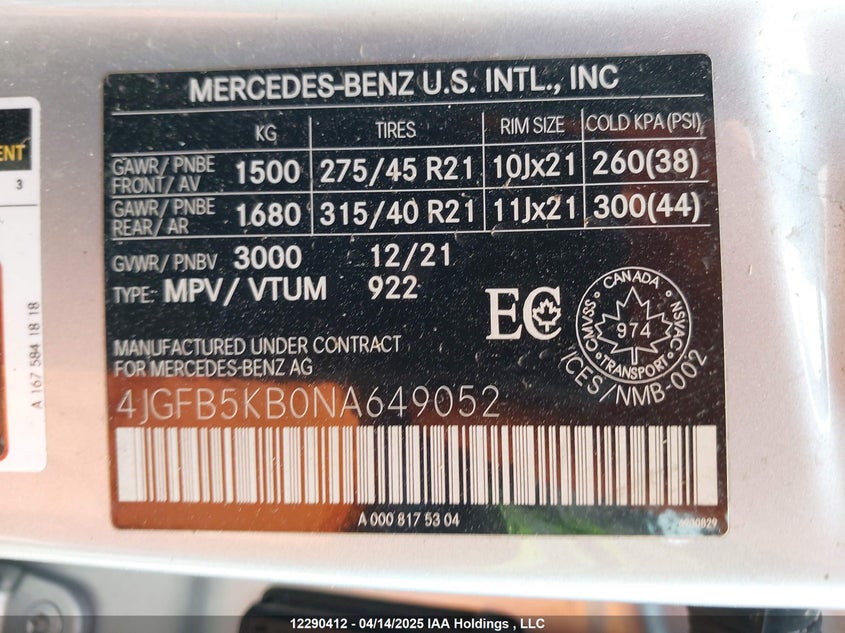 MERCEDES-BENZ U.S. INTL., INC
KG TIRES RIM SIZE COLD KPA (PSI)
GAWR/ PNBE FRONT/ AV 1500 275/45 R21 10Jx21 260(38)
GAWR/ PNBE REAR/ AR 1680 315/40 R21 11Jx21 300(44)
GVWR/ PNBV 3000 12/21
TYPE: MPV/ VTUM 922
EC
CANADA
CMVSS 974 NSVAC
TRANSPORT
ICES/NMB-002
MANUFACTURED UNDER CONTRACT
FOR MERCEDES-BENZ AG
4JGFB5KB0NA649052
A 000 817 53 04
ENT
3
A 167 584 18 18
12290412 - 04/14/2025 IAA Holdings , LLC